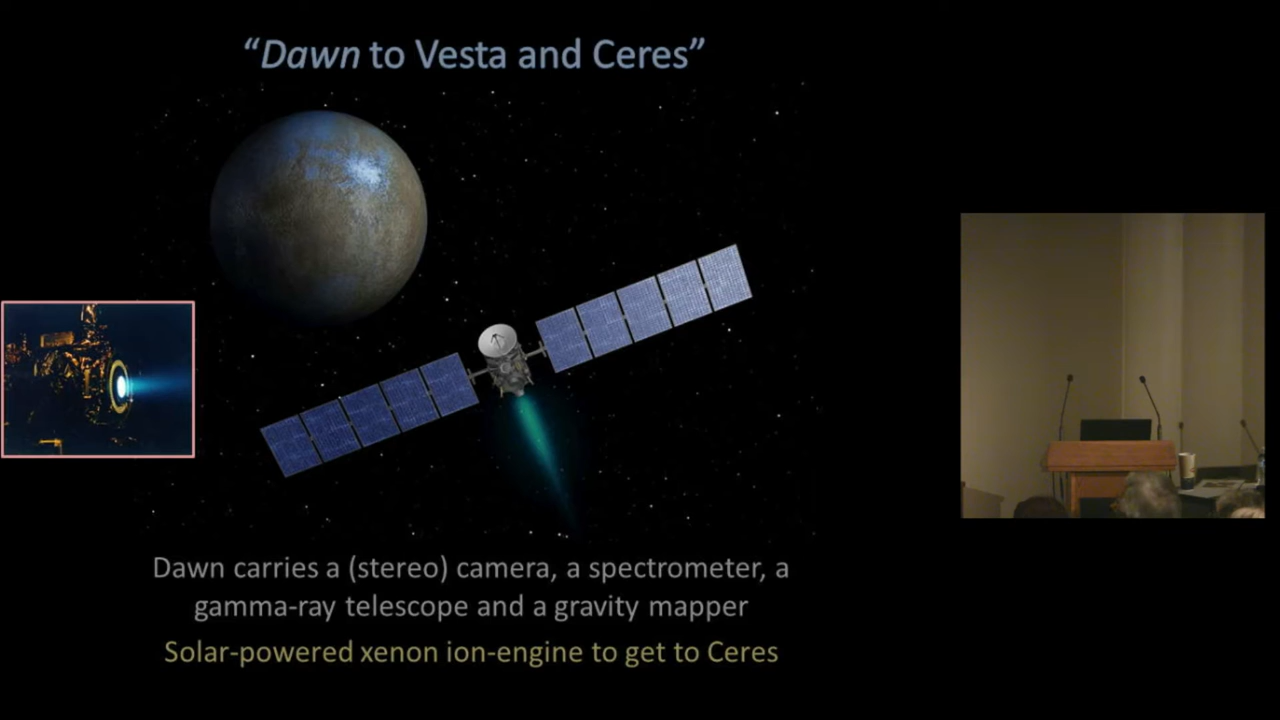 “Dawn to Vesta and Ceres”
Dawn carries a (stereo) camera, a spectrometer, a
gamma-ray telescope and a gravity mapper
Solar-powered xenon ion-engine to get to Ceres